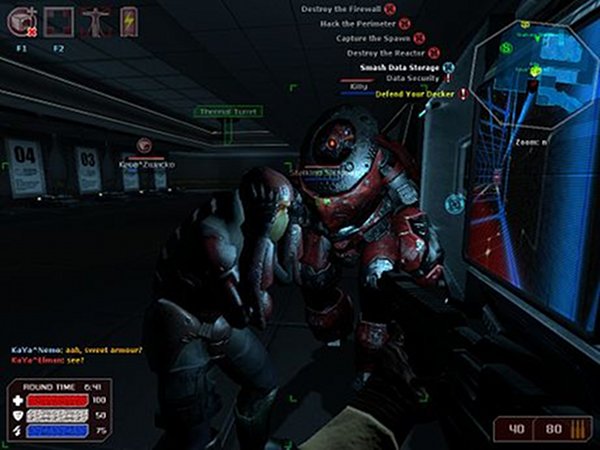 Destroy the Firewall
Hack the Perimeter
Capture the Spawn
Destroy the Reactor
Smash Data Storage
Data Security
Kitty
Defend Your Decker
F1 F2
Thermal Turret
Zoom: n
04
03
KaYa^Nemo: aah, sweet armour?
KaYa^Elman: see?
ROUND TIME 6:41
100
50
75
40 80